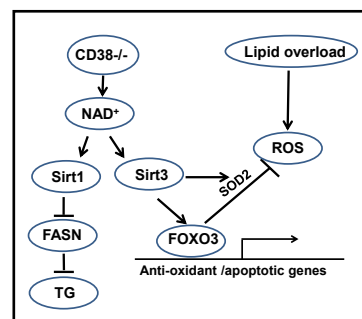 CD38-/-
Lipid overload
NAD+
ROS
Sirt1
Sirt3
SOD2
FASN
FOXO3
TG
Anti-oxidant /apoptotic genes